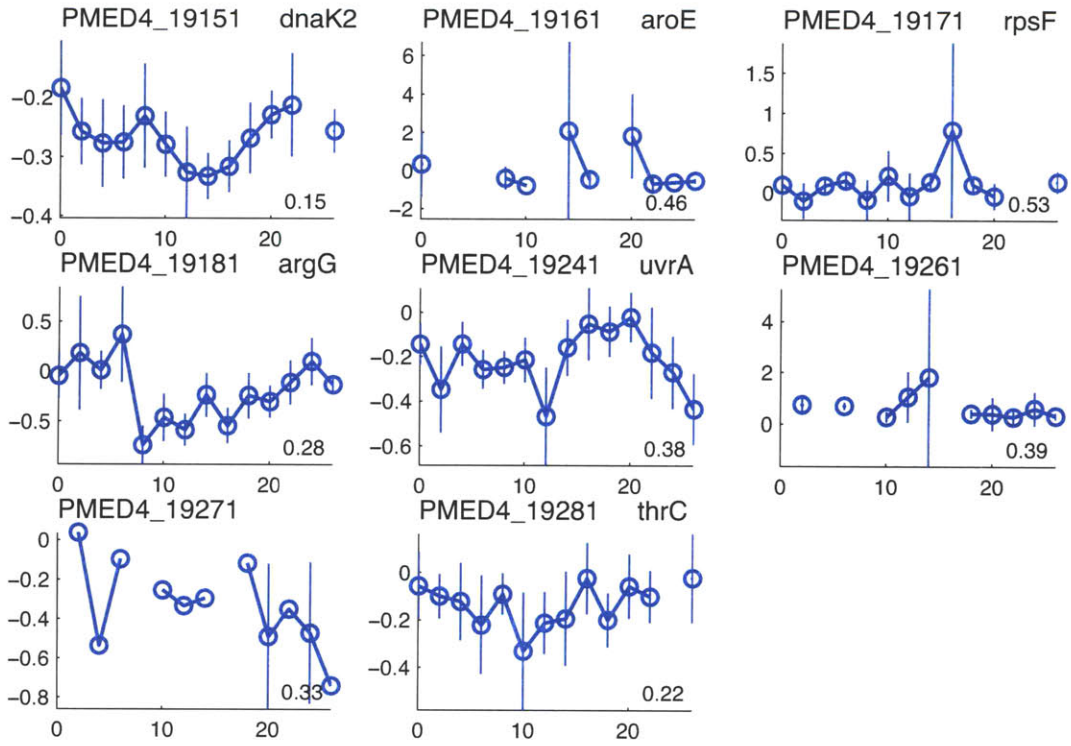 PMED4_19151 dnaK2
−0.2
−0.3
−0.4
0.15
0 10 20
PMED4_19161 aroE
6
4
2
0
−2
0.46
0 10 20
PMED4_19171 rpsF
1.5
1
0.5
0
0.53
0 10 20
PMED4_19181 argG
0.5
0
−0.5
0.28
0 10 20
PMED4_19241 uvrA
0
−0.2
−0.4
−0.6
0.38
0 10 20
PMED4_19261
4
2
0
0.39
0 10 20
PMED4_19271
0
−0.2
−0.4
−0.6
−0.8
0.33
0 10 20
PMED4_19281 thrC
0
−0.2
−0.4
0.22
0 10 20